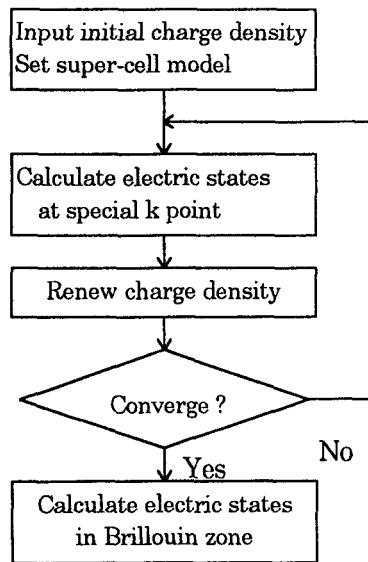 Input initial charge density
Set super-cell model
Calculate electric states
at special k point
Renew charge density
Converge ?
No
Yes
Calculate electric states
in Brillouin zone